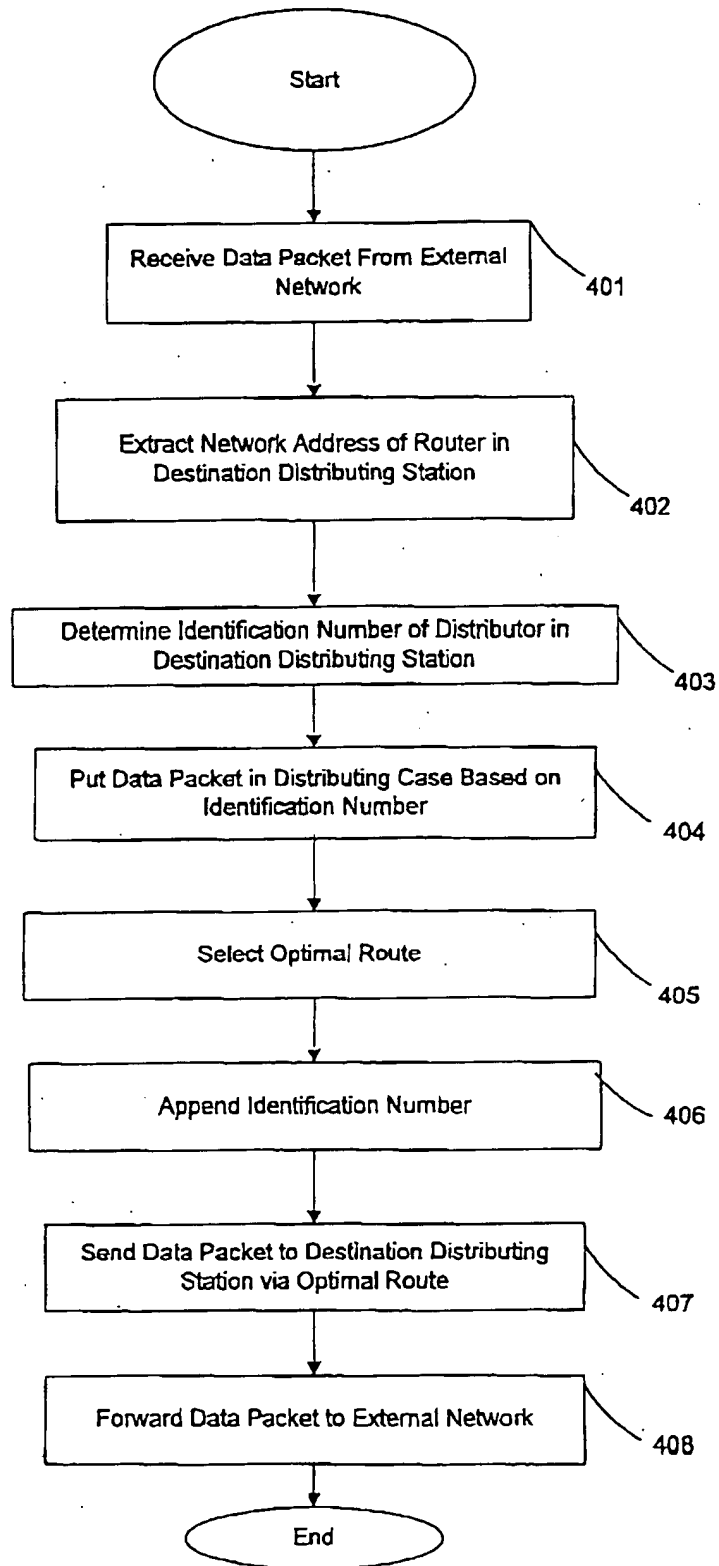 Start
Receive Data Packet From External
Network
401
Extract Network Address of Router in
Destination Distributing Station
402
Determine Identification Number of Distributor in
Destination Distributing Station
403
Put Data Packet in Distributing Case Based on
Identification Number
404
Select Optimal Route
405
Append Identification Number
406
Send Data Packet to Destination Distributing
Station via Optimal Route
407
Forward Data Packet to External Network
408
End